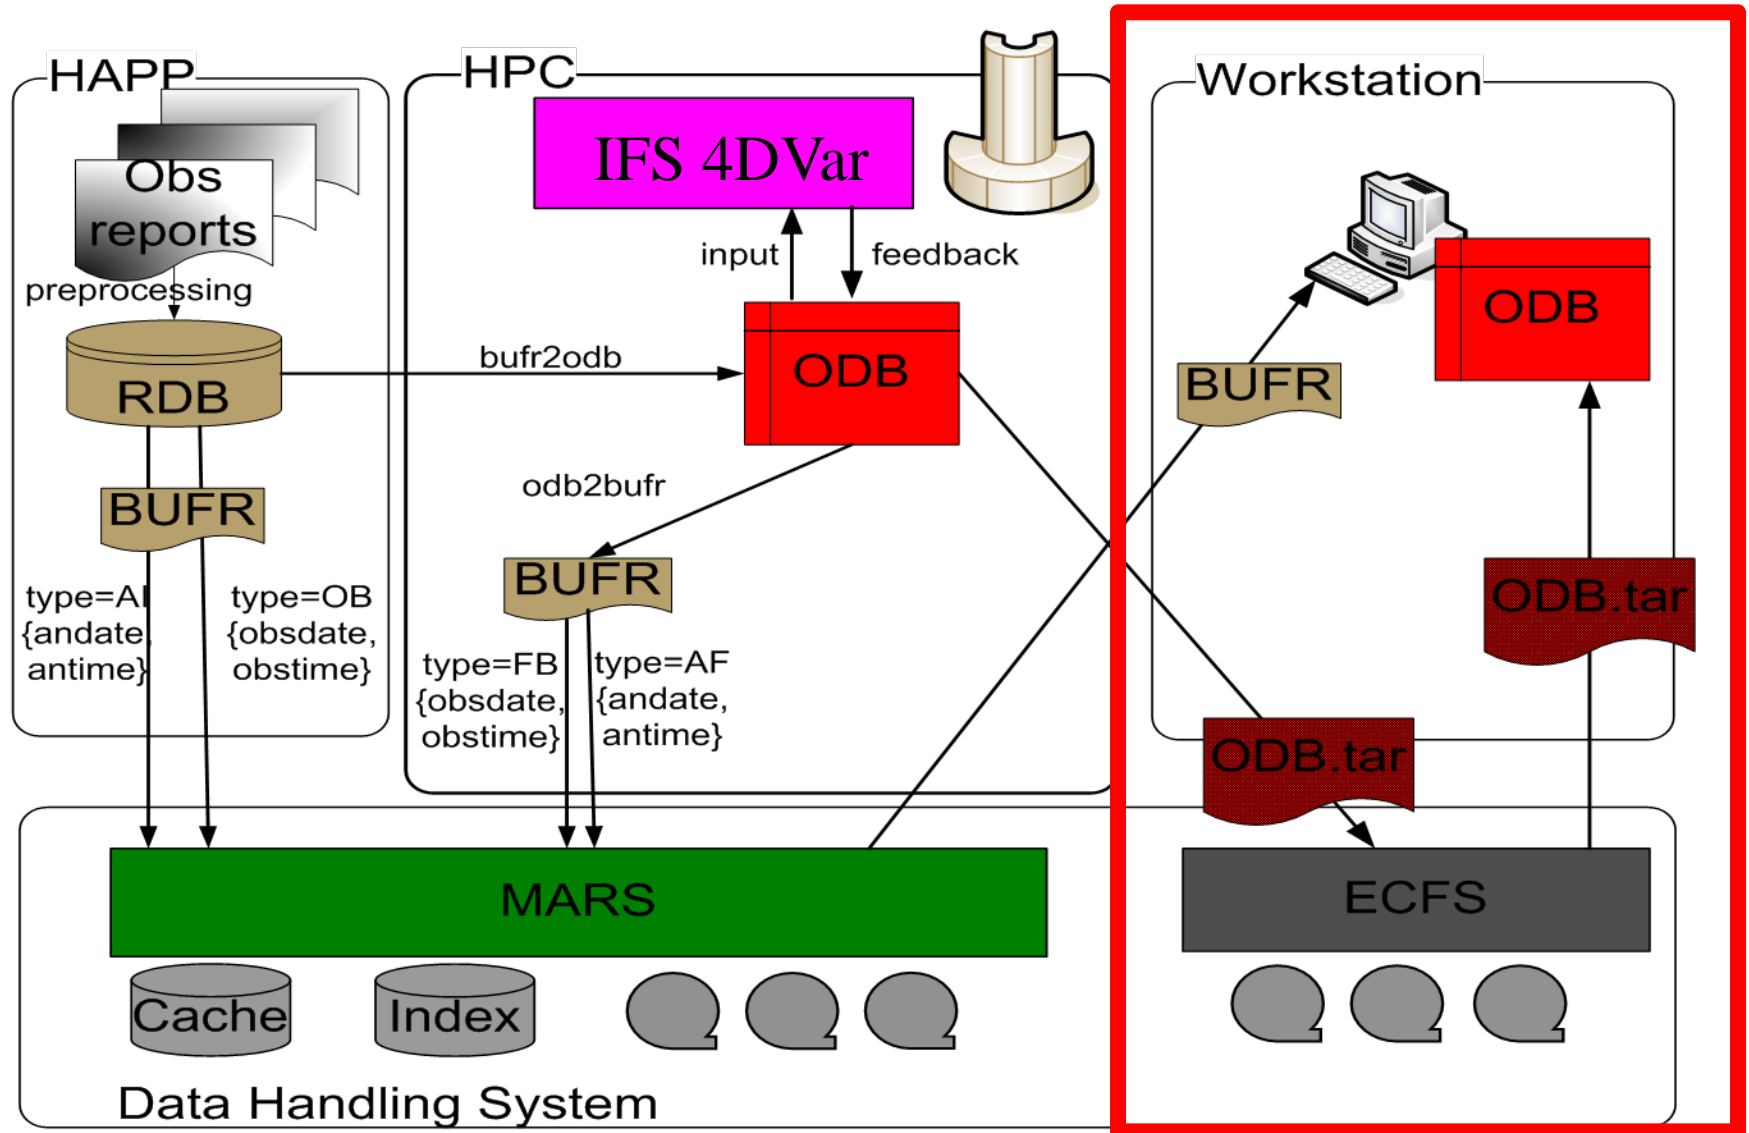 HAPP
Obs
reports
preprocessing
RDB
BUFR
type=AI
{andate,
antime}
type=OB
{obsdate,
obstime}
HPC
IFS 4DVar
input
feedback
bufr2odb
ODB
odb2bufr
BUFR
type=FB
{obsdate,
obstime}
type=AF
{andate,
antime}
Workstation
ODB
BUFR
ODB.tar
ODB.tar
MARS
ECFS
Cache
Index
Data Handling System